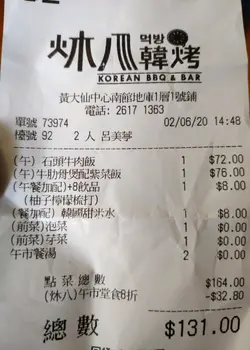 炑八 먹방 韓烤
KOREAN BBQ & BAR
黃大仙中心南館地庫1層1號鋪
電話: 2617 1363
單號 73974 02/06/20 14:48
檯號 92 2 人 呂美箏
(午) 石頭牛肉飯 1 $72.00
(午)牛肋骨煲配紫菜飯 1 $76.00
(午餐加配)+8飲品 1 $8.00
(柚子檸檬梳打)
(餐加配) 韓國甜米水 1 $8.00
(前菜)泡菜 1 $0.00
(前菜)芽菜 1 $0.00
午市餐湯 2 $0.00
點菜總數 $164.00
(炑八)午市堂食8折 -$32.80
總數 $131.00